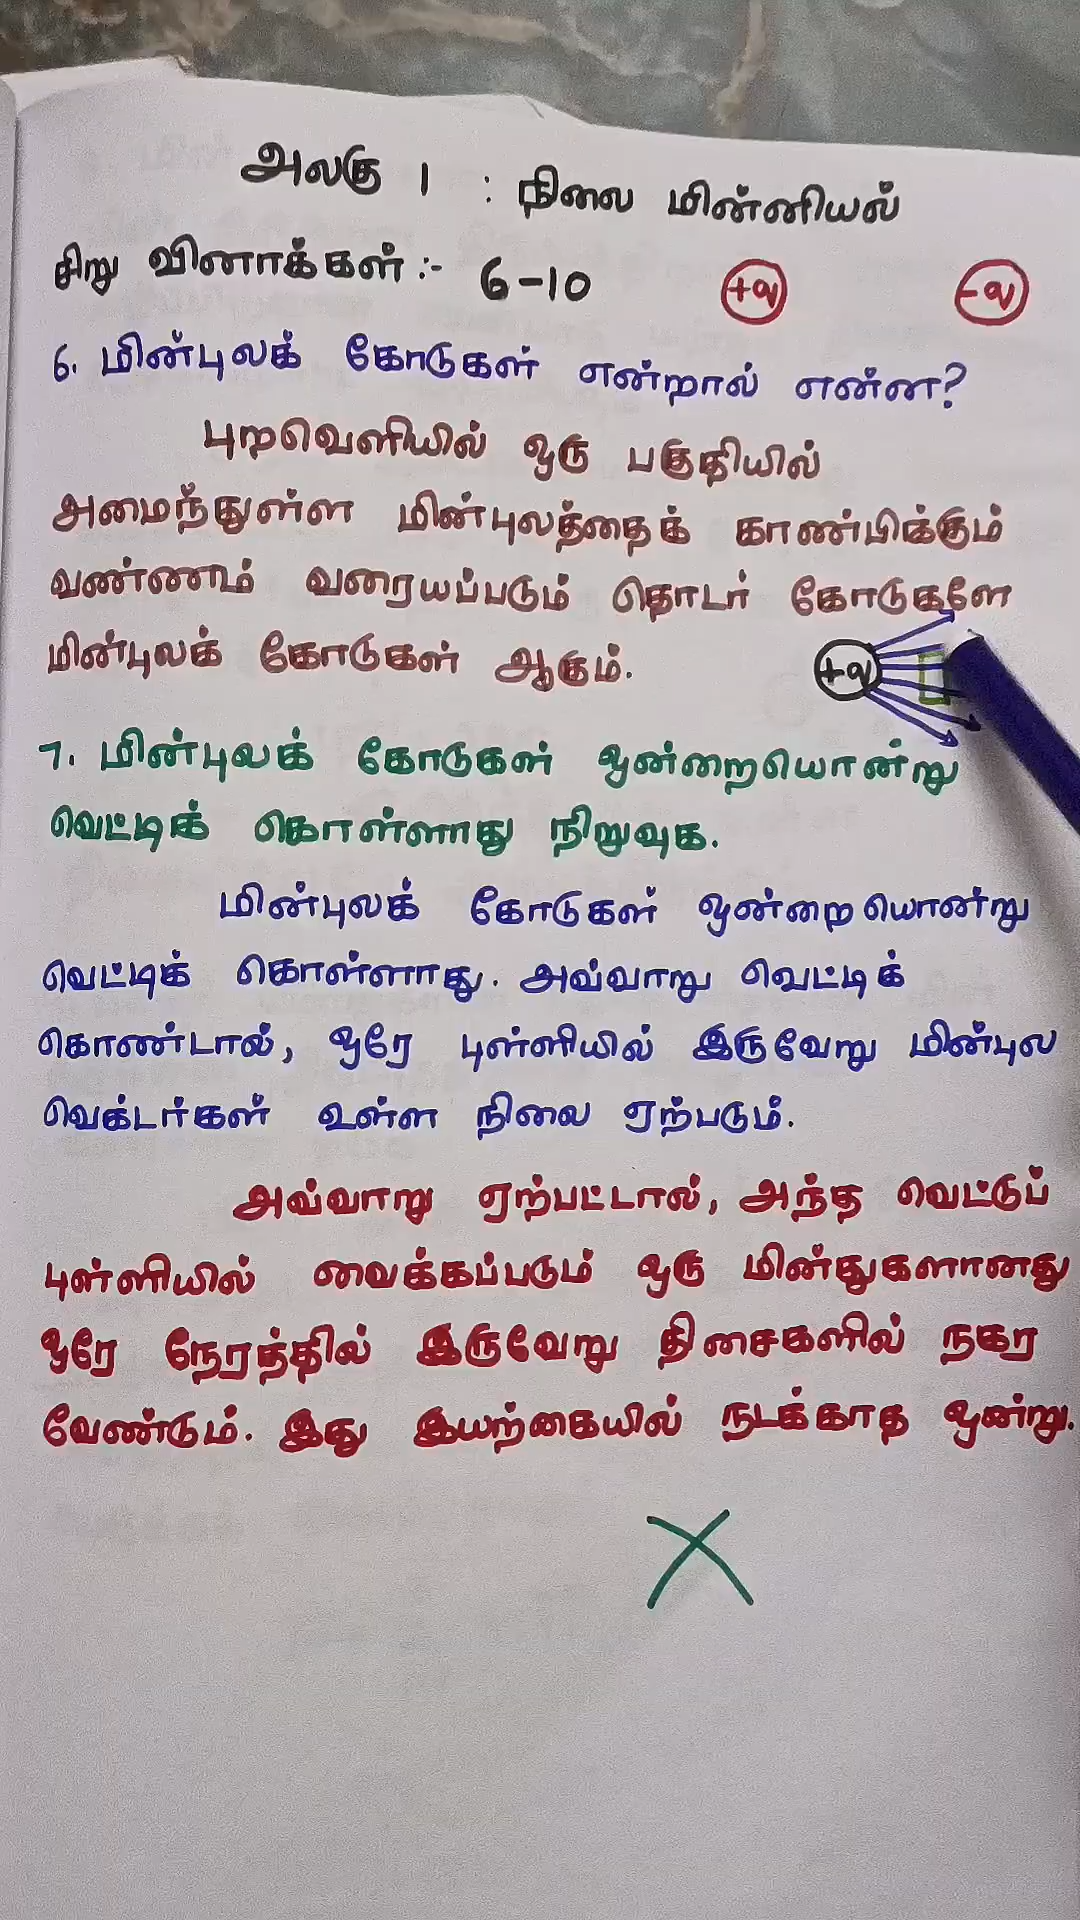 அலகு 1 : நிலை மின்னியல்
சிறு வினாக்கள் :- 6-10 +q -q
6. மின்புலக் கோடுகள் என்றால் என்ன?
புறவெளியில் ஒரு பகுதியில்
அமைந்துள்ள மின்புலத்தைக் காண்பிக்கும்
வண்ணம் வரையப்படும் தொடர் கோடுகளே
மின்புலக் கோடுகள் ஆகும். +q
7. மின்புலக் கோடுகள் ஒன்றையொன்று
வெட்டிக் கொள்ளாது நிறுவுக.
மின்புலக் கோடுகள் ஒன்றையொன்று
வெட்டிக் கொள்ளாது. அவ்வாறு வெட்டிக்
கொண்டால், ஒரே புள்ளியில் இருவேறு மின்புல
வெக்டர்கள் உள்ள நிலை ஏற்படும்.
அவ்வாறு ஏற்பட்டால், அந்த வெட்டுப்
புள்ளியில் வைக்கப்படும் ஒரு மின்துகளானது
ஒரே நேரத்தில் இருவேறு திசைகளில் நகர
வேண்டும். இது இயற்கையில் நடக்காத ஒன்று.